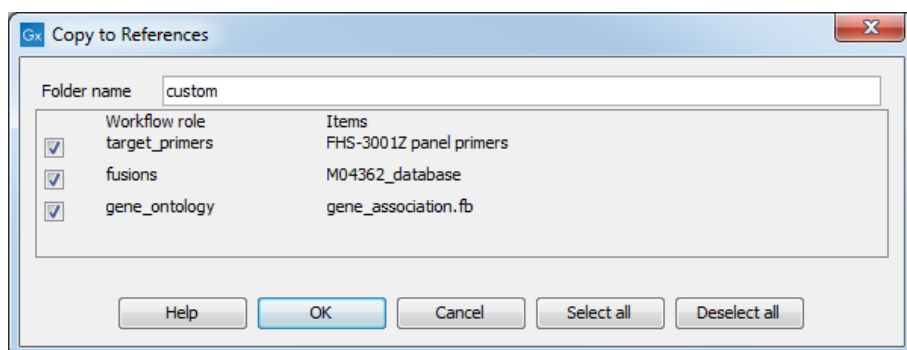 Gx Copy to References
X
Folder name custom
Workflow role Items
target_primers FHS-3001Z panel primers
fusions M04362_database
gene_ontology gene_association.fb
Help OK Cancel Select all Deselect all